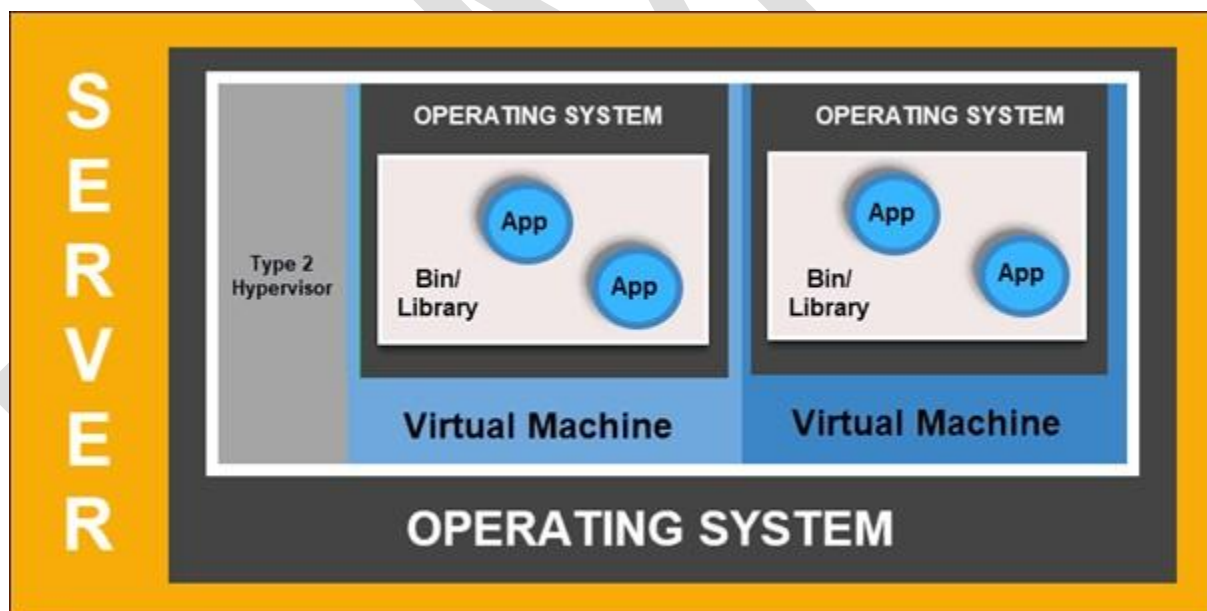 SERVER
Type 2
Hypervisor
OPERATING SYSTEM
App
App
Bin/
Library
Virtual Machine
OPERATING SYSTEM
App
App
Bin/
Library
Virtual Machine
OPERATING SYSTEM